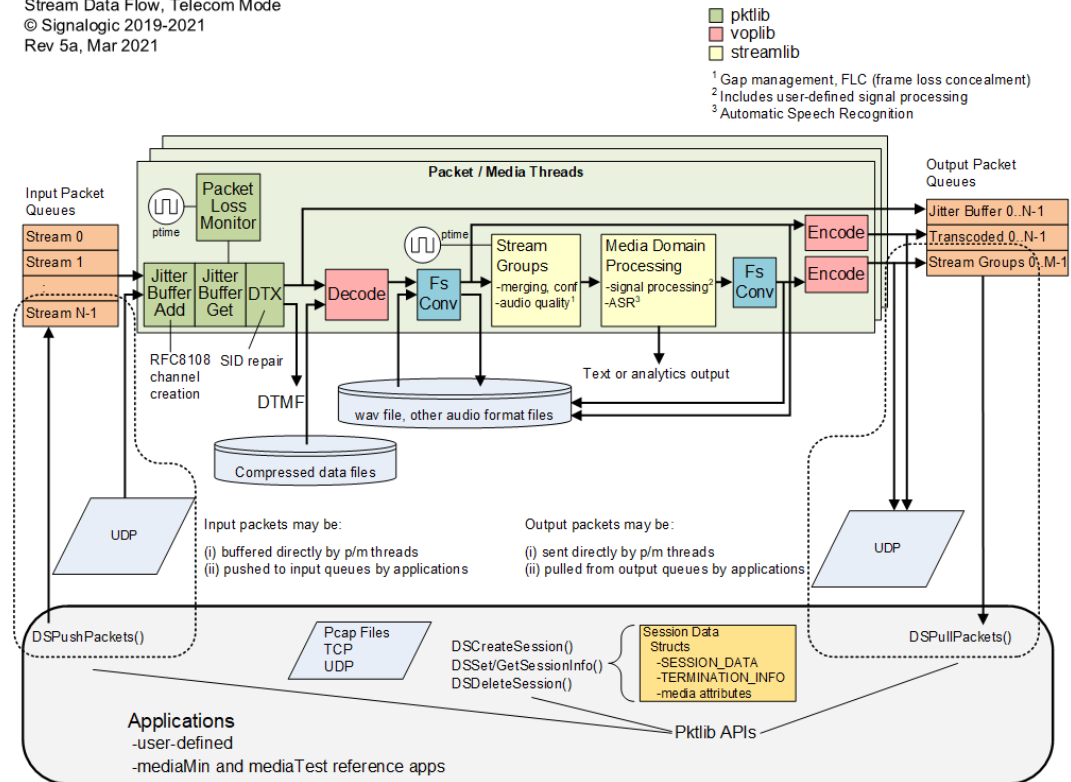 Stream Data Flow, Telecom Mode
© Signalogic 2019-2021
Rev 5a, Mar 2021
pktlib
voplib
streamlib
1 Gap management, FLC (frame loss concealment)
2 Includes user-defined signal processing
3 Automatic Speech Recognition
Packet / Media Threads
Input Packet
Queues
Stream 0
Stream 1
:
Stream N-1
ptime
Packet
Loss
Monitor
Jitter
Buffer
Add
Jitter
Buffer
Get
DTX
RFC8108
channel
creation
SID repair
DTMF
Decode
Fs
Conv
ptime
Stream
Groups
-merging, conf
-audio quality1
Media Domain
Processing
-signal processing2
-ASR3
Fs
Conv
Encode
Encode
Output Packet
Queues
Jitter Buffer 0..N-1
Transcoded 0..N-1
Stream Groups 0..M-1
Text or analytics output
wav file, other audio format files
Compressed data files
UDP
Input packets may be:
(i) buffered directly by p/m threads
(ii) pushed to input queues by applications
Output packets may be:
(i) sent directly by p/m threads
(ii) pulled from output queues by applications
UDP
DSPushPackets()
Pcap Files
TCP
UDP
DSCreateSession()
DSSet/GetSessionInfo()
DSDeleteSession()
Session Data
Structs
-SESSION_DATA
-TERMINATION_INFO
-media attributes
DSPullPackets()
Pktlib APIs
Applications
-user-defined
-mediaMin and mediaTest reference apps